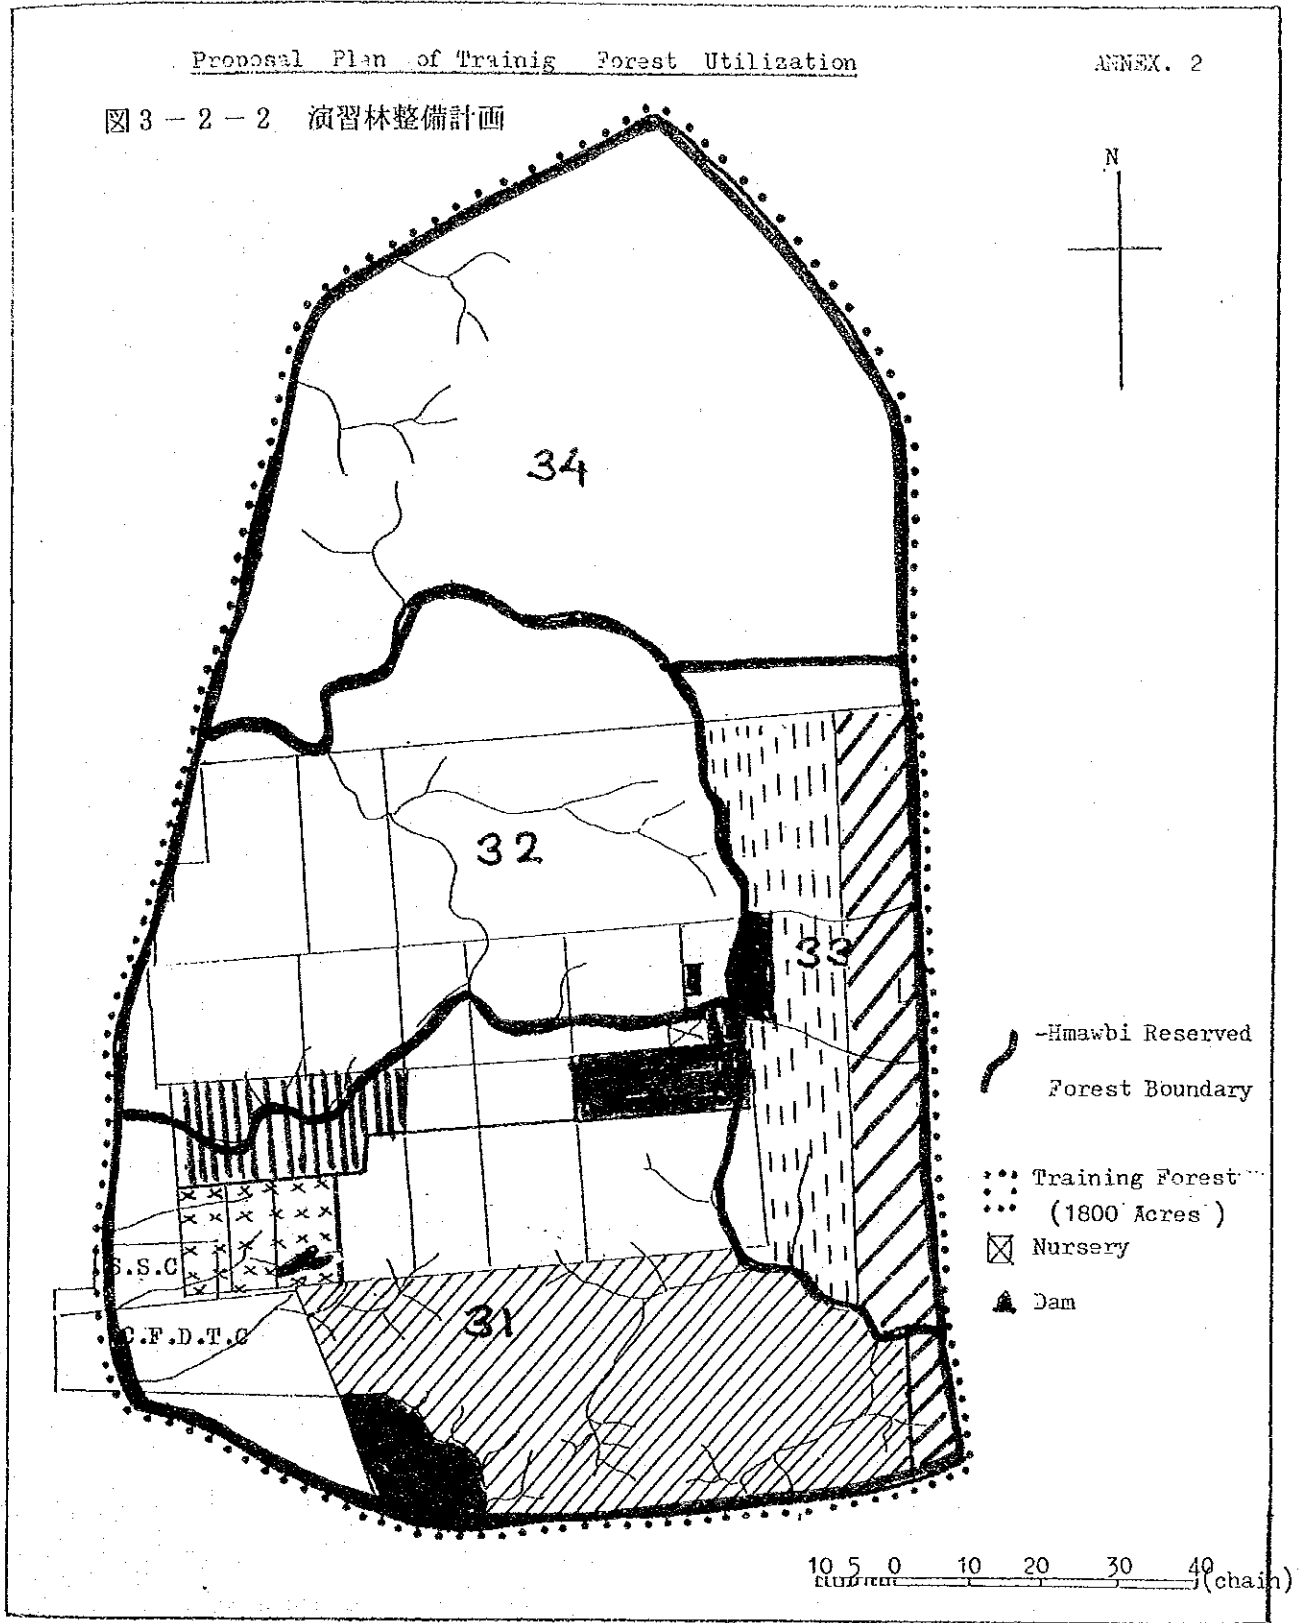 Proposal Plan of Trainig Forest Utilization
ANNEX. 2
図3-2-2 演習林整備計画
N
34
32
33
-Hmawbi Reserved
Forest Boundary
Training Forest
(1800 Acres)
Nursery
Dam
S.S.C
C.F.D.T.C
31
10 5 0 10 20 30 40 (chain)